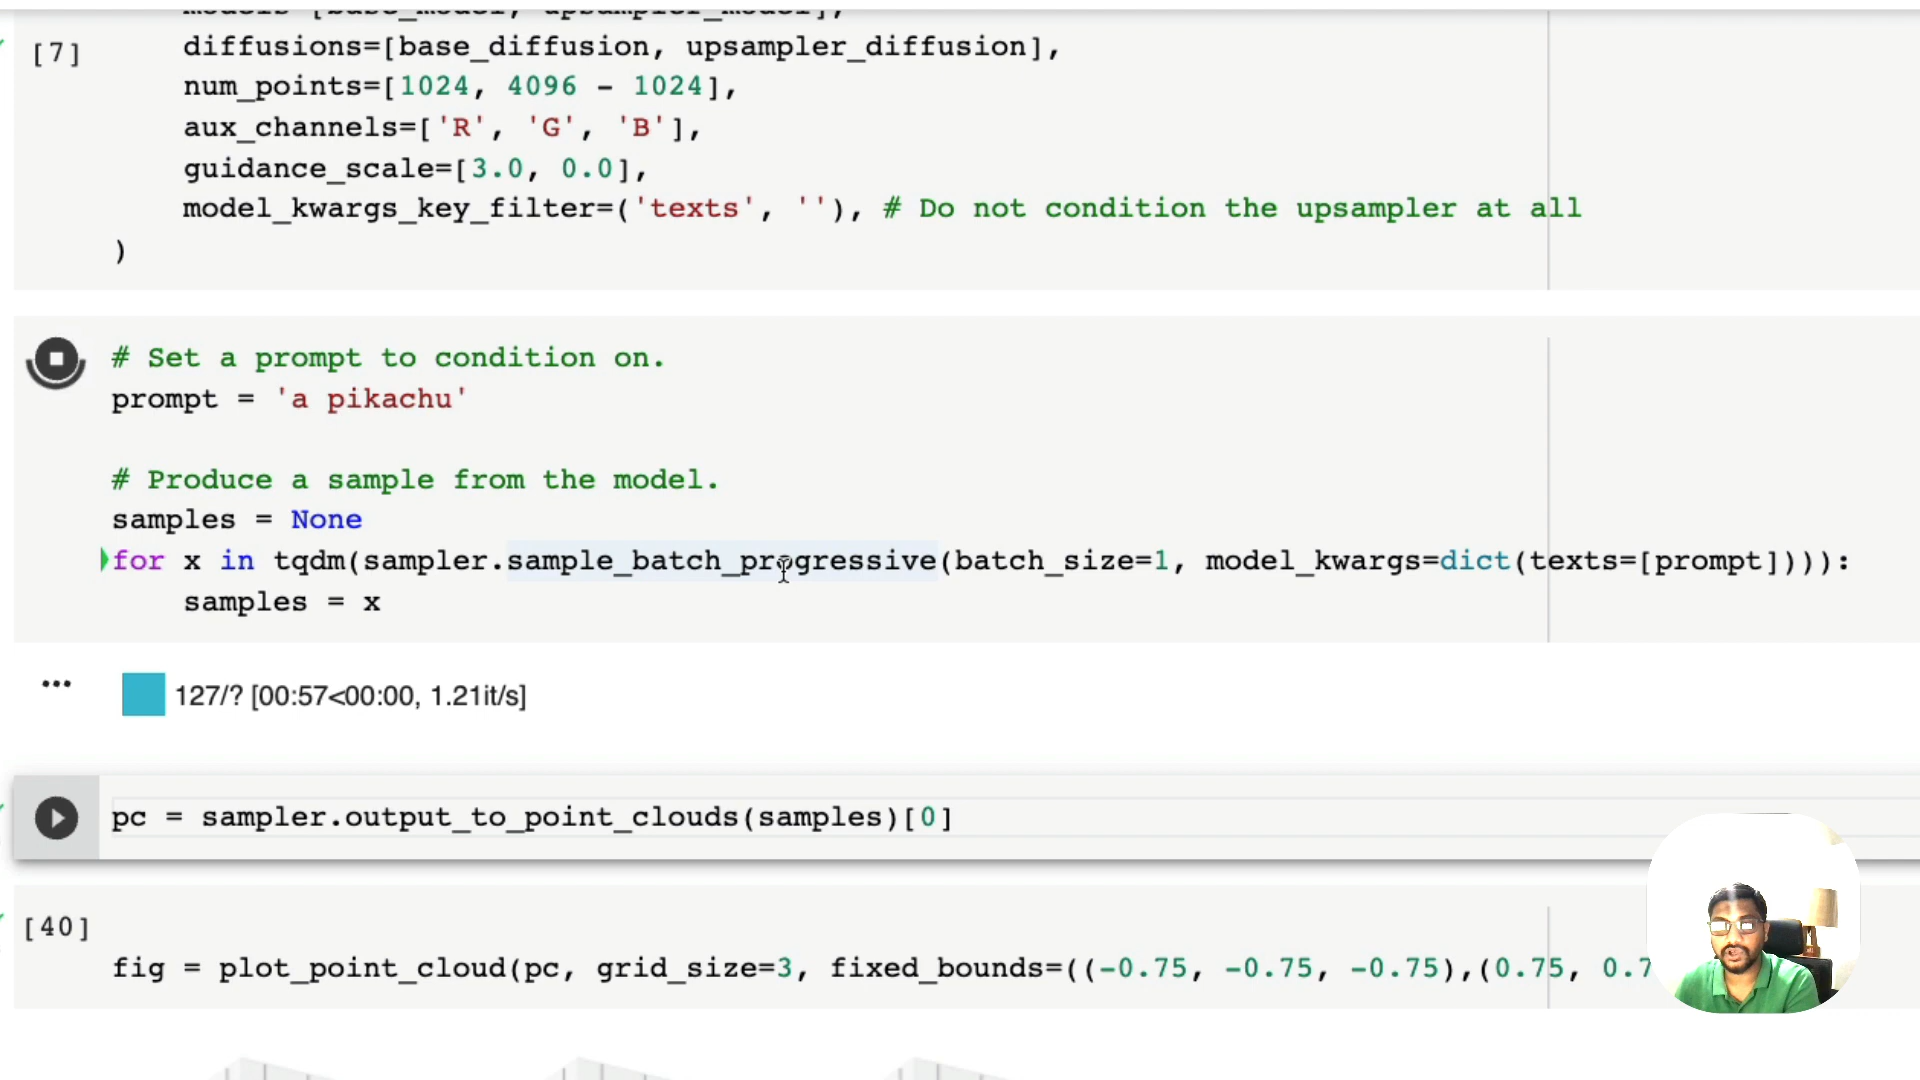 [7]
diffusions=[base_diffusion, upsampler_diffusion],
num_points=[1024, 4096 - 1024],
aux_channels=['R', 'G', 'B'],
guidance_scale=[3.0, 0.0],
model_kwargs_key_filter=('texts', ''), # Do not condition the upsampler at all
)
# Set a prompt to condition on.
prompt = 'a pikachu'
# Produce a sample from the model.
samples = None
for x in tqdm(sampler.sample_batch_progressive(batch_size=1, model_kwargs=dict(texts=[prompt]))):
samples = x
127/? [00:57<00:00, 1.21it/s]
pc = sampler.output_to_point_clouds(samples)[0]
[40]
fig = plot_point_cloud(pc, grid_size=3, fixed_bounds=((-0.75, -0.75, -0.75),(0.75, 0.7